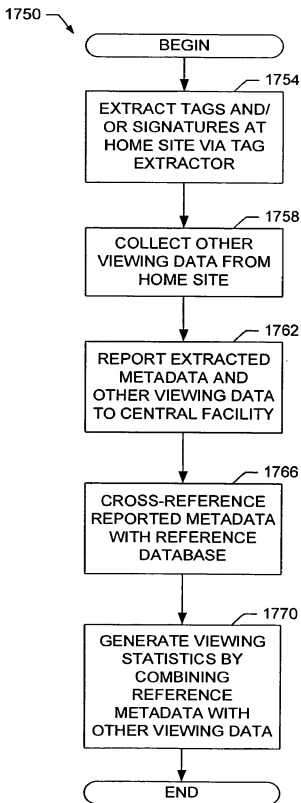 1750
BEGIN
1754
EXTRACT TAGS AND/
OR SIGNATURES AT
HOME SITE VIA TAG
EXTRACTOR
1758
COLLECT OTHER
VIEWING DATA FROM
HOME SITE
1762
REPORT EXTRACTED
METADATA AND
OTHER VIEWING DATA
TO CENTRAL FACILITY
1766
CROSS-REFERENCE
REPORTED METADATA
WITH REFERENCE
DATABASE
1770
GENERATE VIEWING
STATISTICS BY
COMBINING
REFERENCE
METADATA WITH
OTHER VIEWING DATA
END